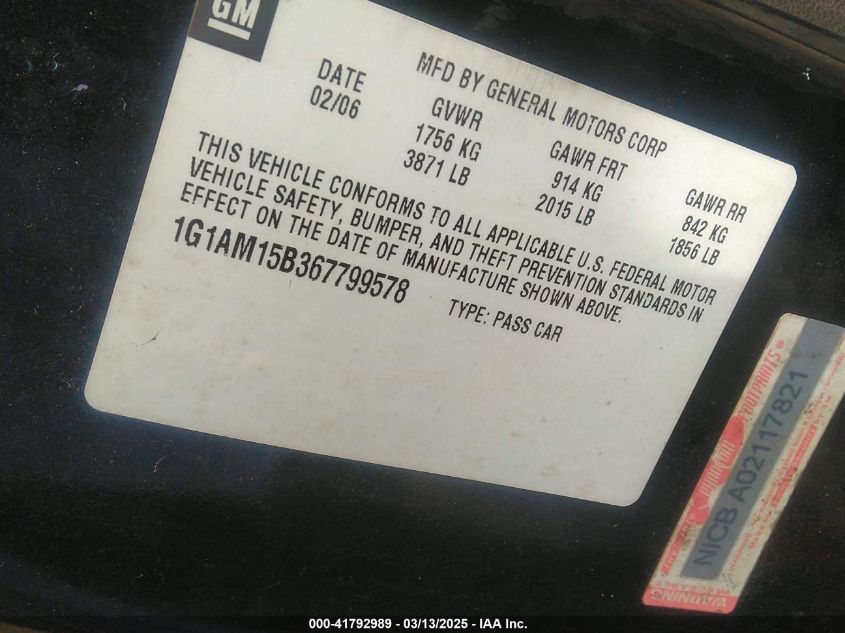 GM
MFD BY GENERAL MOTORS CORP
DATE GVWR GAWR FRT GAWR RR
02/06 1756 KG 914 KG 842 KG
3871 LB 2015 LB 1856 LB
THIS VEHICLE CONFORMS TO ALL APPLICABLE U.S. FEDERAL MOTOR
VEHICLE SAFETY, BUMPER, AND THEFT PREVENTION STANDARDS IN
EFFECT ON THE DATE OF MANUFACTURE SHOWN ABOVE.
1G1AM15B367799578
TYPE: PASS CAR
NICB A02117821
WARNING
000-41792989 - 03/13/2025 - IAA Inc.